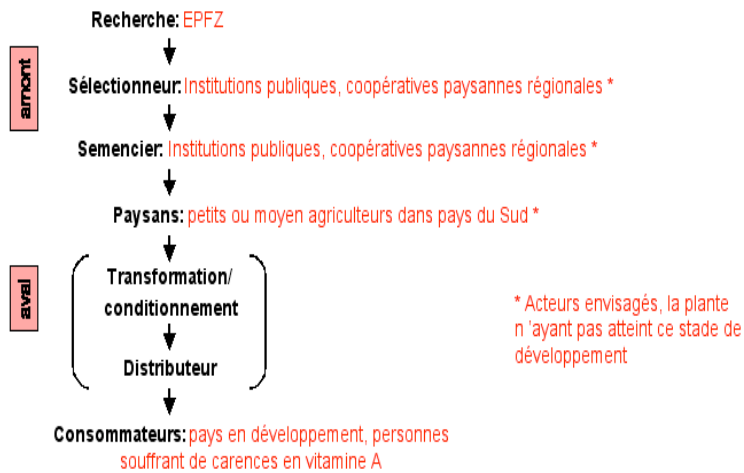 Recherche: EPFZ
amont
Sélectionneur: Institutions publiques, coopératives paysannes régionales *
Semencier: Institutions publiques, coopératives paysannes régionales *
Paysans: petits ou moyen agriculteurs dans pays du Sud *
aval
Transformation/
conditionnement
Distributeur
* Acteurs envisagés, la plante
n 'ayant pas atteint ce stade de
développement
Consommateurs: pays en développement, personnes
souffrant de carences en vitamine A